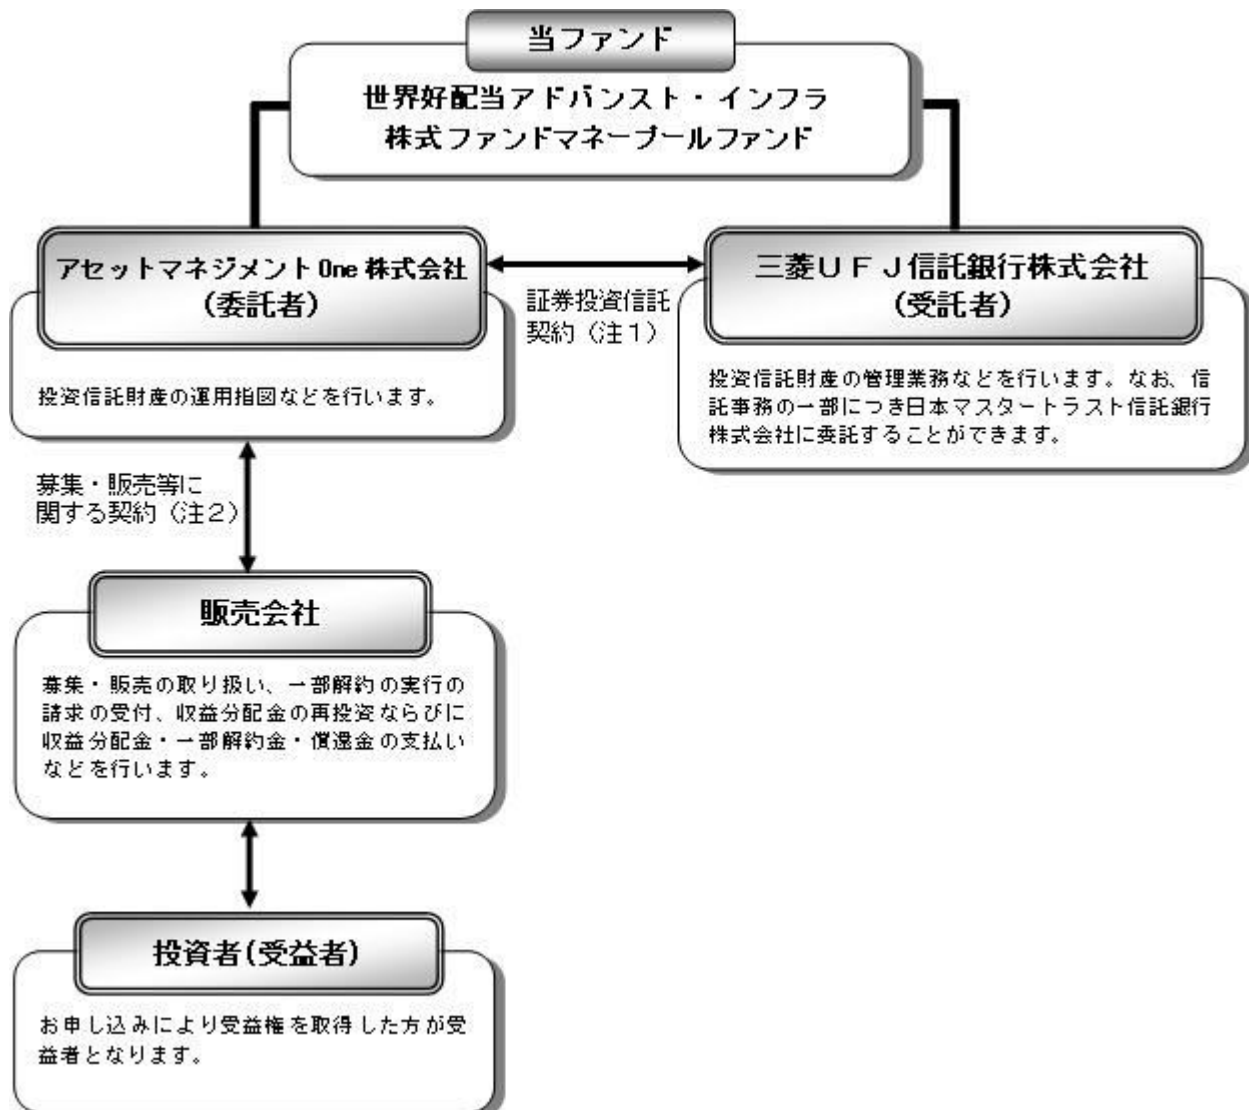 当ファンド
世界好配当アドバンスト・インフラ
株式ファンドマネープールファンド
アセットマネジメントOne 株式会社
(委託者)
投資信託財産の運用指図などを行います。
証券投資信託
契約（注１）
三菱ＵＦＪ信託銀行株式会社
(受託者)
投資信託財産の管理業務などを行います。なお、信
託事務の一部につき日本マスタートラスト信託銀行
株式会社に委託することができます。
募集・販売等に
関する契約（注２）
販売会社
募集・販売の取り扱い、一部解約の実行の
請求の受付、収益分配金の再投資ならびに
収益分配金・一部解約金・償還金の支払い
などを行います。
投資者(受益者)
お申し込みにより受益権を取得した方が受
益者となります。